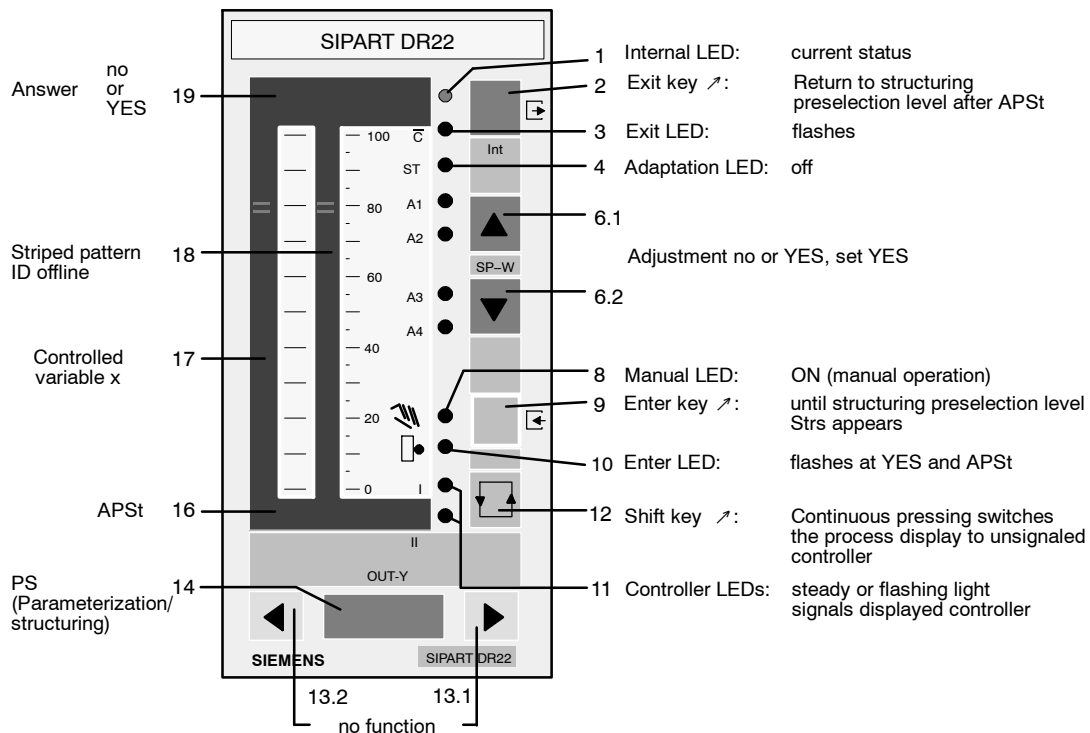 SIPART DR22
1 Internal LED: current status
2 Exit key ↗: Return to structuring
preselection level after APSt
3 Exit LED: flashes
4 Adaptation LED: off
6.1
Adjustment no or YES, set YES
6.2
8 Manual LED: ON (manual operation)
9 Enter key ↗: until structuring preselection level
Strs appears
10 Enter LED: flashes at YES and APSt
12 Shift key ↗: Continuous pressing switches
the process display to unsignaled
controller
11 Controller LEDs: steady or flashing light
signals displayed controller
Answer
no
or
YES
19
Striped pattern
ID offline
18
Controlled
variable x
17
APSt 16
PS
(Parameterization/
structuring)
14
100
80
60
40
20
0
C̅
ST
A1
A2
A3
A4
I
II
Int
SP–W
OUT-Y
SIEMENS
SIPART DR22
13.2
13.1
no function